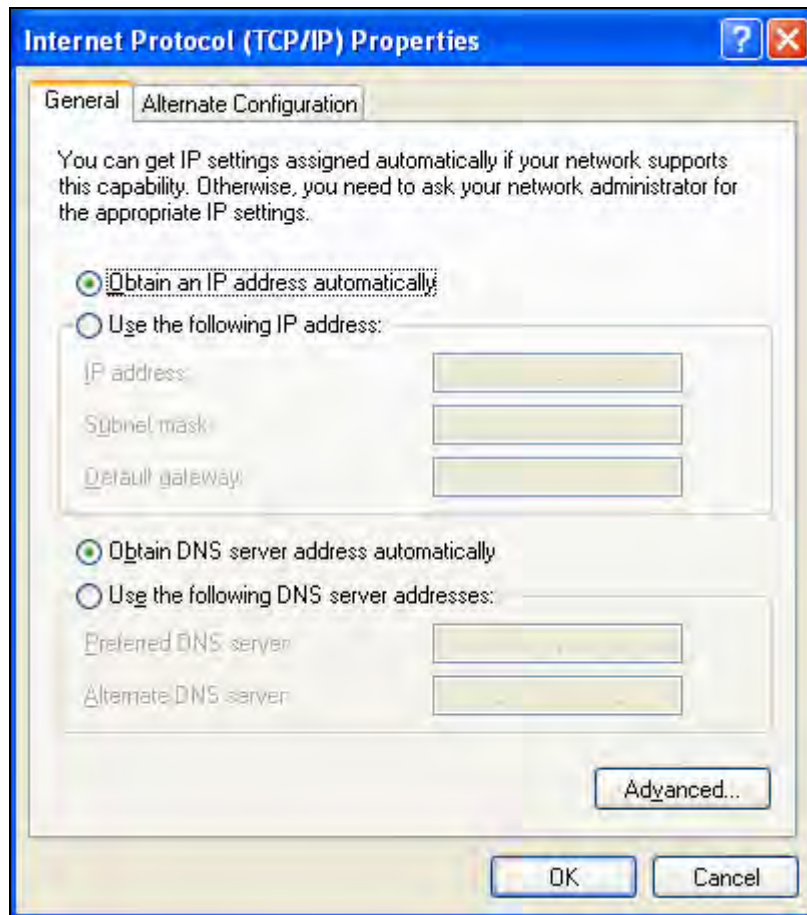 Internet Protocol (TCP/IP) Properties
General
Alternate Configuration
You can get IP settings assigned automatically if your network supports
this capability. Otherwise, you need to ask your network administrator for
the appropriate IP settings.
Obtain an IP address automatically
Use the following IP address:
IP address:
Subnet mask:
Default gateway:
Obtain DNS server address automatically
Use the following DNS server addresses:
Preferred DNS server:
Alternate DNS server:
Advanced...
OK
Cancel